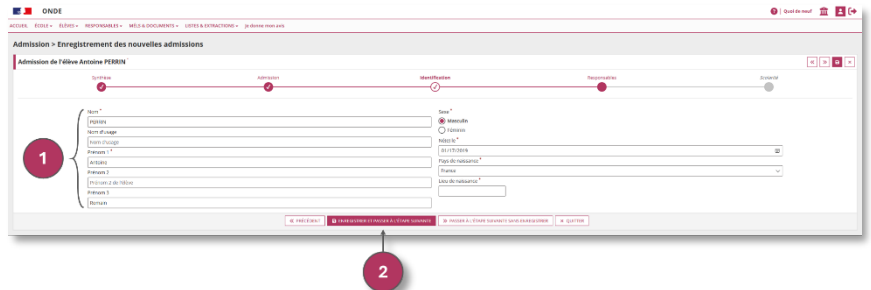 ONDE
Quoi de neuf
ACCUEIL ÉCOLE ÉLÈVES RESPONSABLES MÉLS & DOCUMENTS LISTES & EXTRACTIONS Je donne mon avis
Admission > Enregistrement des nouvelles admissions
Admission de l'élève Antoine PERRIN
Synthèse Admission Identification Responsables Scolarité
Nom *
PERRIN
Nom d'usage
Nom d'usage
Prénom 1 *
Antoine
Prénom 2
Prénom 2 de l'élève
Prénom 3
Romain
Sexe *
Masculin
Féminin
Né(e) le *
01/17/2019
Pays de naissance *
France
Lieu de naissance *
1
« PRÉCÉDENT ENREGISTRER ET PASSER À L'ÉTAPE SUIVANTE » PASSER À L'ÉTAPE SUIVANTE SANS ENREGISTRER × QUITTER
2